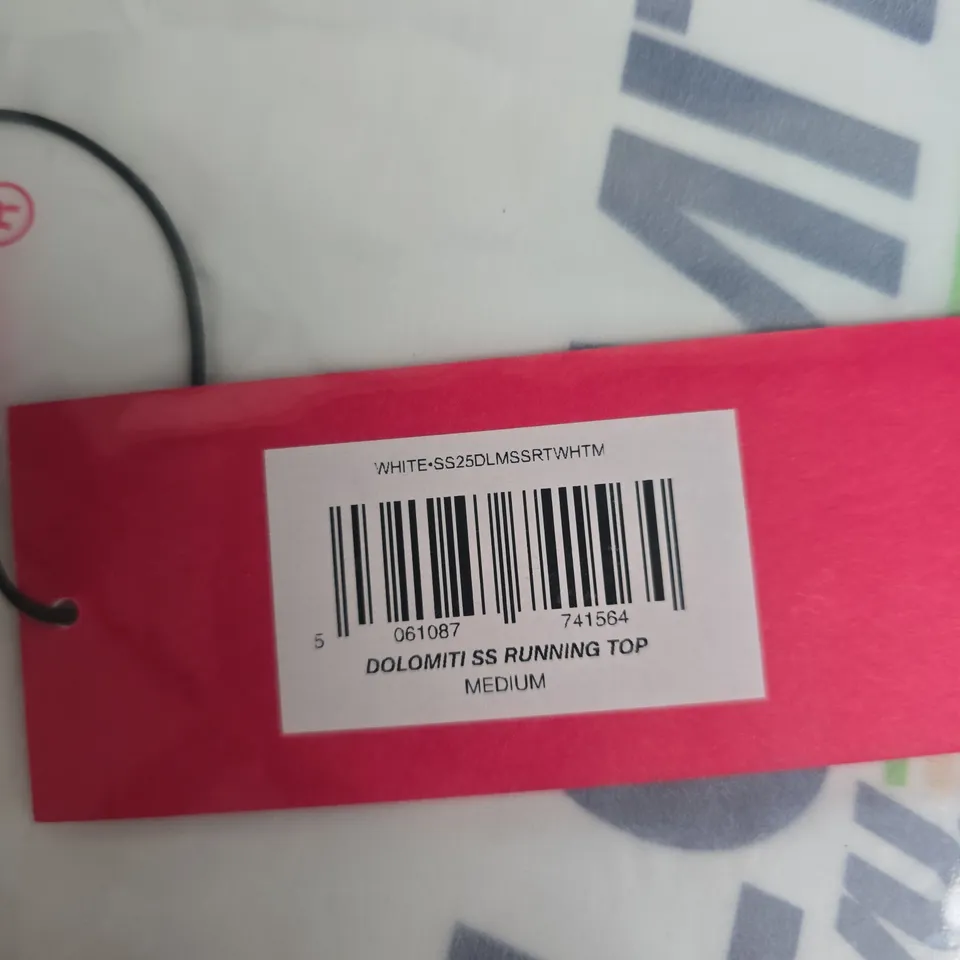 WHITE•SS25DLMSSRTWHTM
5 061087 741564
DOLOMITI SS RUNNING TOP
MEDIUM